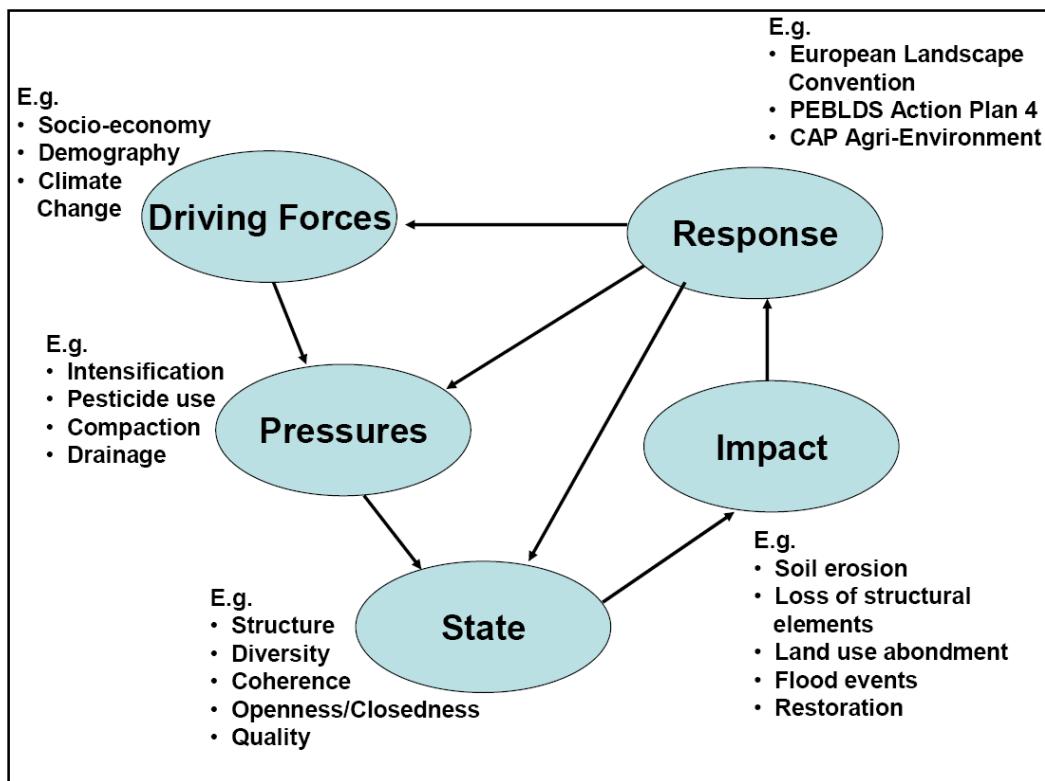 E.g.
• European Landscape
Convention
• PEBLDS Action Plan 4
• CAP Agri-Environment
E.g.
• Socio-economy
• Demography
• Climate
Change
Driving Forces
Response
E.g.
• Intensification
• Pesticide use
• Compaction
• Drainage
Pressures
Impact
E.g.
• Structure
• Diversity
• Coherence
• Openness/Closedness
• Quality
State
E.g.
• Soil erosion
• Loss of structural
elements
• Land use abondment
• Flood events
• Restoration